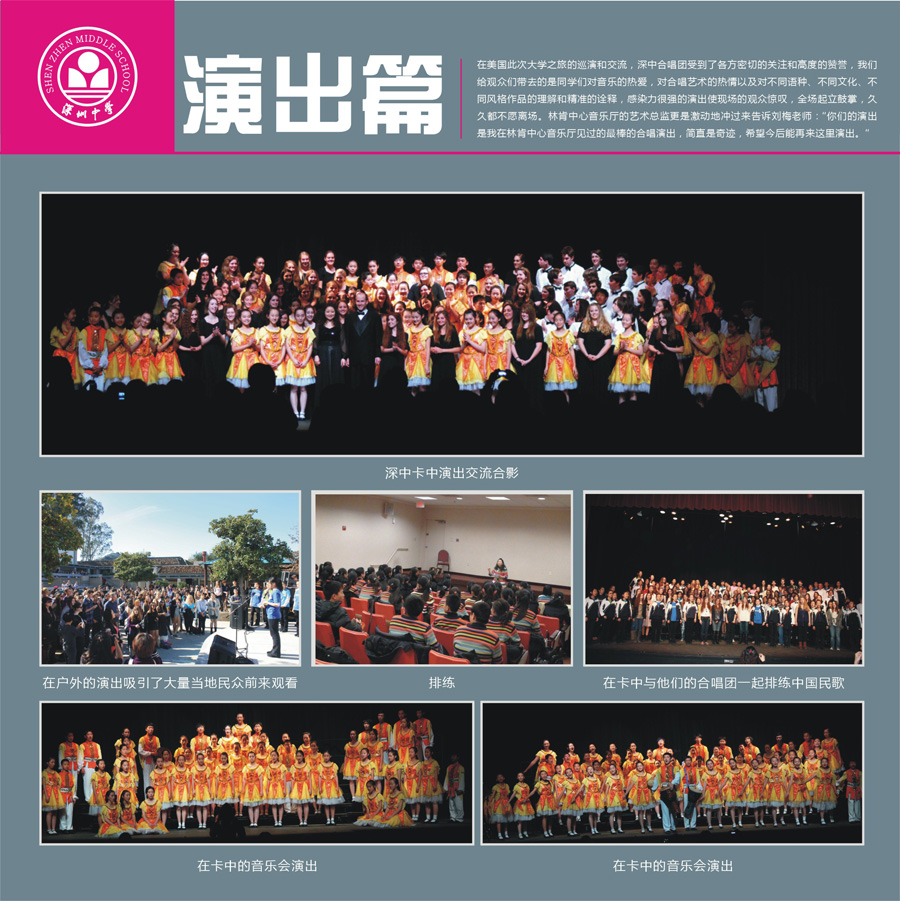 SHEN ZHEN MIDDLE SCHOOL
深圳中学
演出篇
在美国此次大学之旅的巡演和交流，深中合唱团受到了各方密切的关注和高度的赞誉，我们
给观众们带去的是同学们对音乐的热爱，对合唱艺术的热情以及对不同语种、不同文化、不
同风格作品的理解和精准的诠释，感染力很强的演出使现场的观众惊叹，全场起立鼓掌，久
久都不愿离场。林肯中心音乐厅的艺术总监更是激动地冲过来告诉刘梅老师：“你们的演出
是我在林肯中心音乐厅见过的最棒的合唱演出，简直是奇迹，希望今后能再来这里演出。”
深中卡中演出交流合影
在户外的演出吸引了大量当地民众前来观看
排练
在卡中与他们的合唱团一起排练中国民歌
在卡中的音乐会演出
在卡中的音乐会演出